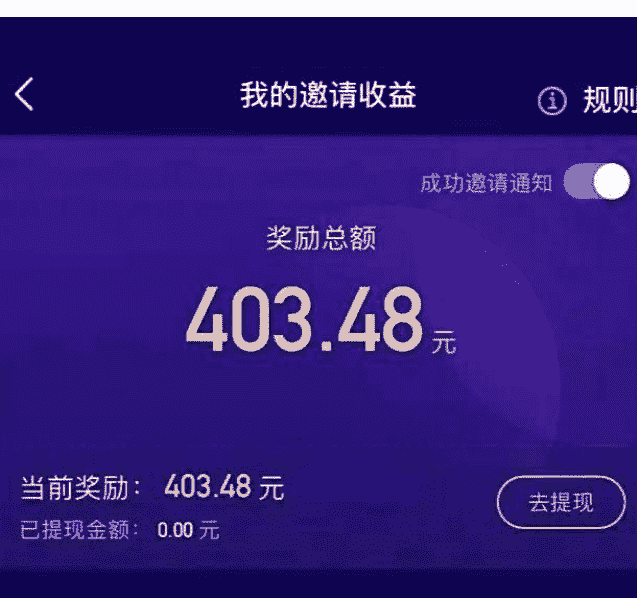 我的邀请收益
规则
成功邀请通知
奖励总额
403.48 元
当前奖励： 403.48 元
去提现
已提现金额： 0.00 元